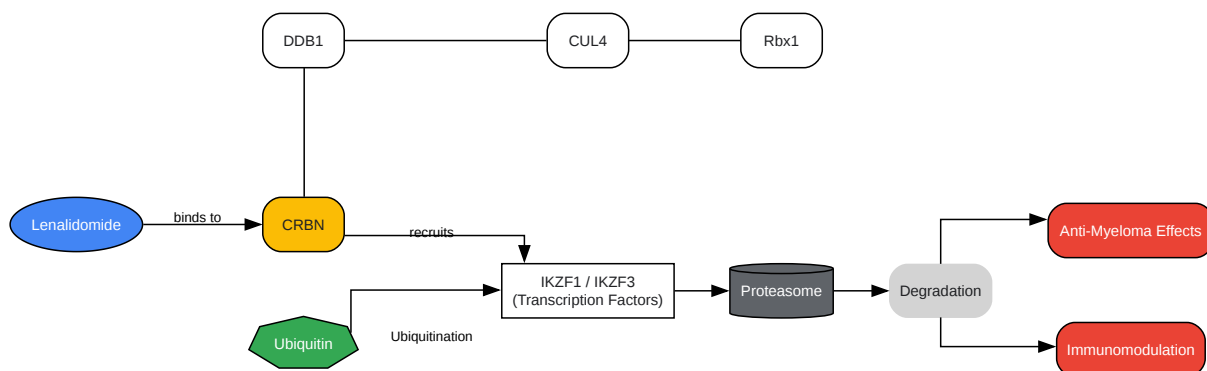 DDB1
CUL4
Rbx1
Lenalidomide
binds to
CRBN
recruits
Anti-Myeloma Effects
IKZF1 / IKZF3
(Transcription Factors)
Proteasome
Degradation
Ubiquitin
Ubiquitination
Immunomodulation